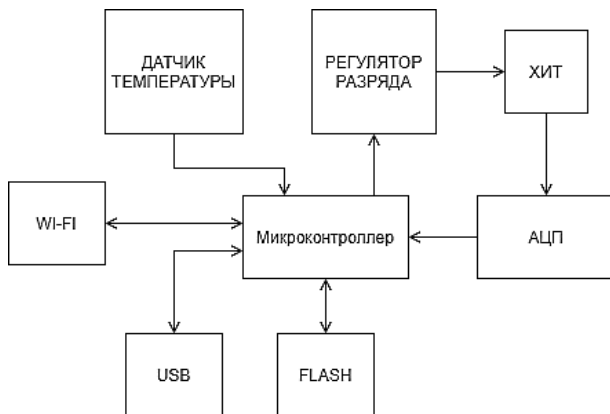 ДАТЧИК
ТЕМПЕРАТУРЫ
РЕГУЛЯТОР
РАЗРЯДА
ХИТ
WI-FI
Микроконтроллер
АЦП
USB
FLASH